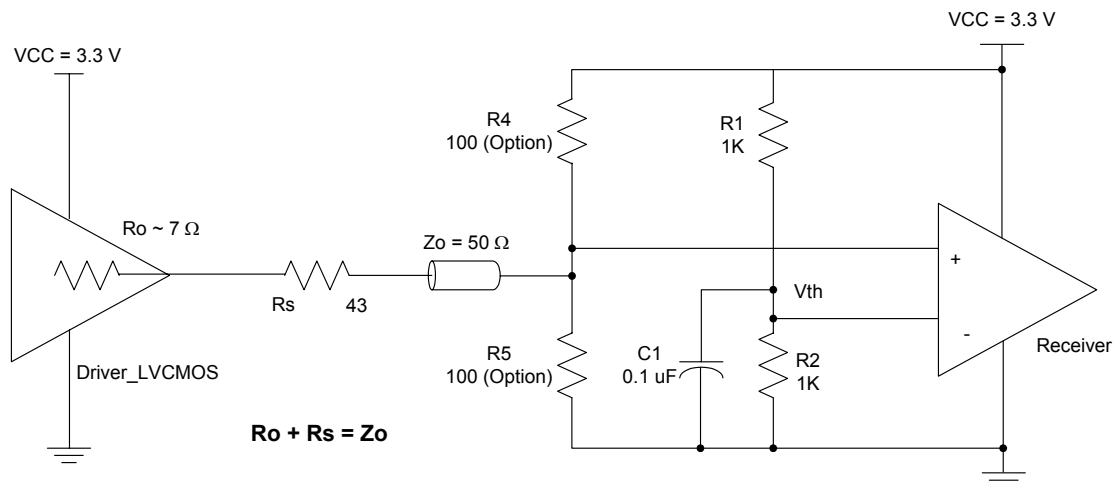 VCC = 3.3 V
VCC = 3.3 V
R4
100 (Option)
R1
1K
Ro ~ 7 Ω
Zo = 50 Ω
+
Rs
43
Vth
-
Receiver
R5
100 (Option)
C1
0.1 uF
R2
1K
Driver_LVCMOS
Ro + Rs = Zo